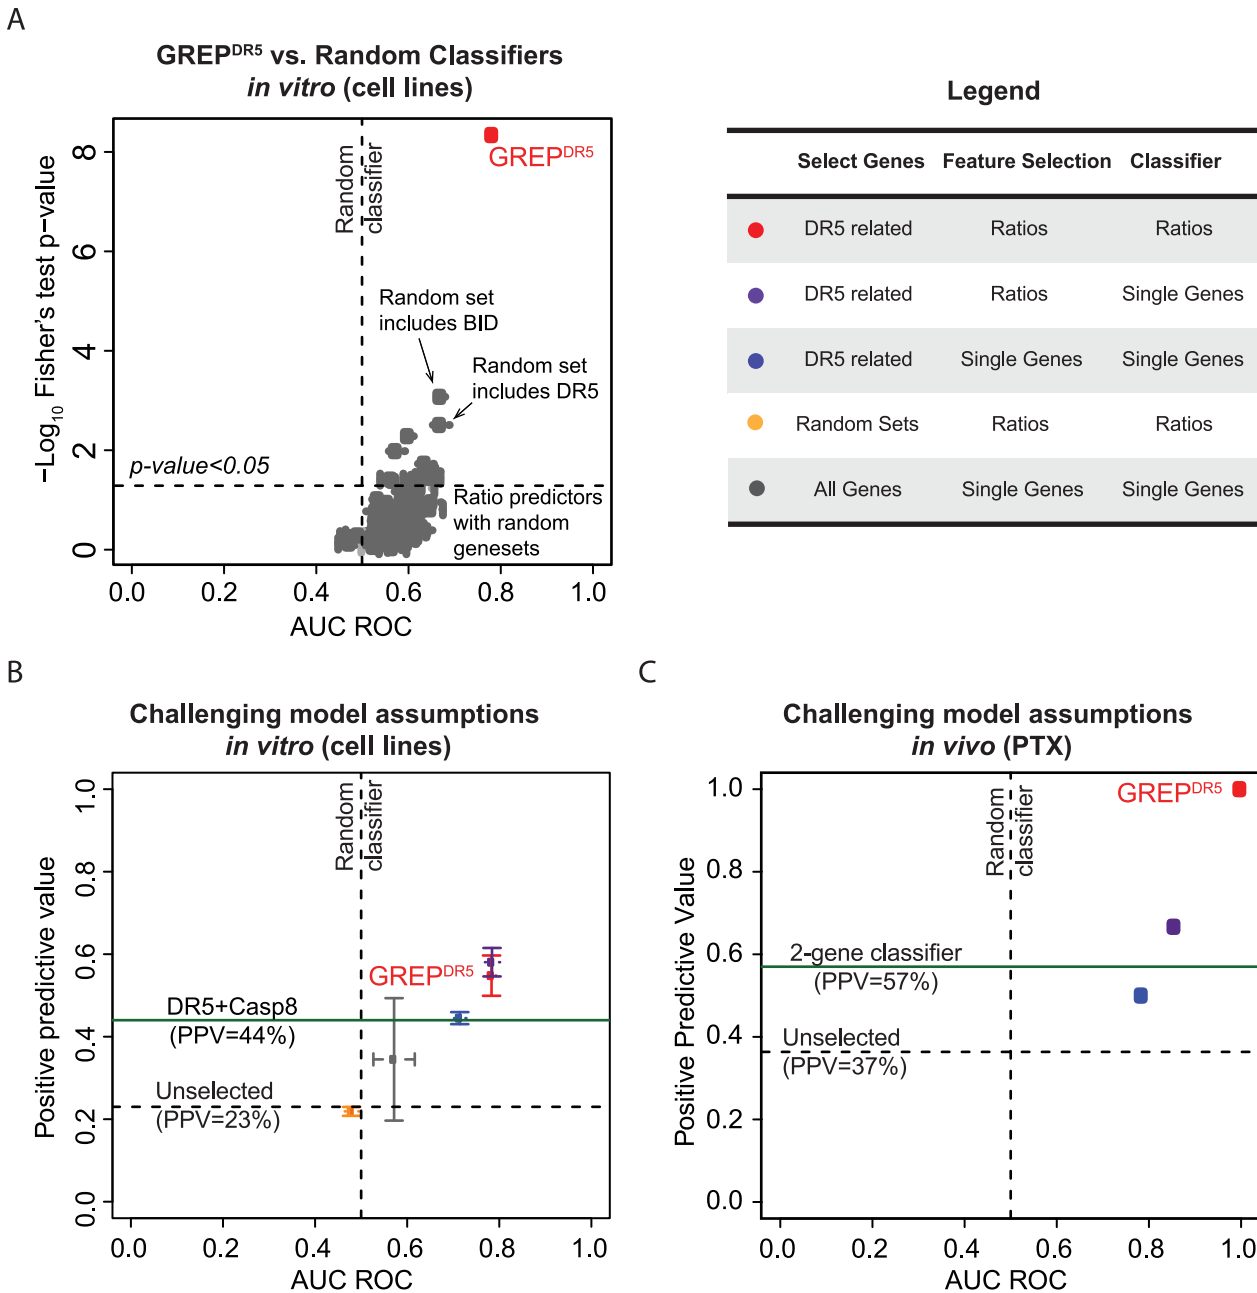 A
GREP^DR5 vs. Random Classifiers
in vitro (cell lines)
−Log₁₀ Fisher's test p−value
8
6
4
2
0
Random
classifier
GREP^DR5
Random set
includes BID
Random set
includes DR5
p-value<0.05
Ratio predictors
with random
genesets
0.0 0.2 0.4 0.6 0.8 1.0
AUC ROC
Legend
Select Genes Feature Selection Classifier
DR5 related Ratios Ratios
DR5 related Ratios Single Genes
DR5 related Single Genes Single Genes
Random Sets Ratios Ratios
All Genes Single Genes Single Genes
B
Challenging model assumptions
in vitro (cell lines)
Positive predictive value
1.0
0.8
0.6
0.4
0.2
0.0
Random
classifier
GREP^DR5
DR5+Casp8
(PPV=44%)
Unselected
(PPV=23%)
0.0 0.2 0.4 0.6 0.8 1.0
AUC ROC
C
Challenging model assumptions
in vivo (PTX)
Positive Predictive Value
1.0
0.8
0.6
0.4
0.2
0.0
Random
classifier
GREP^DR5
2-gene classifier
(PPV=57%)
Unselected
(PPV=37%)
0.0 0.2 0.4 0.6 0.8 1.0
AUC ROC